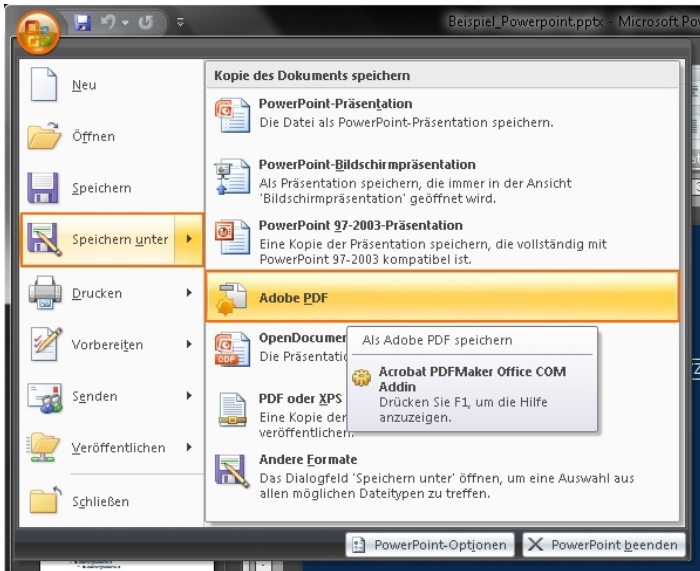 Beispiel_Powerpoint.pptx - Microsoft Po
Neu
Öffnen
Speichern
Speichern unter
Drucken
Vorbereiten
Senden
Veröffentlichen
Schließen
Kopie des Dokuments speichern
PowerPoint-Präsentation
Die Datei als PowerPoint-Präsentation speichern.
PowerPoint-Bildschirmpräsentation
Als Präsentation speichern, die immer in der Ansicht
'Bildschirmpräsentation' geöffnet wird.
PowerPoint 97-2003-Präsentation
Eine Kopie der Präsentation speichern, die vollständig mit
PowerPoint 97-2003 kompatibel ist.
Adobe PDF
OpenDocumen
Die Präsentatio
PDF oder XPS
Eine Kopie der
veröffentlichen.
Andere Formate
Das Dialogfeld 'Speichern unter' öffnen, um eine Auswahl aus
allen möglichen Dateitypen zu treffen.
Als Adobe PDF speichern
Acrobat PDFMaker Office COM
Addin
Drücken Sie F1, um die Hilfe
anzuzeigen.
PowerPoint-Optionen
PowerPoint beenden